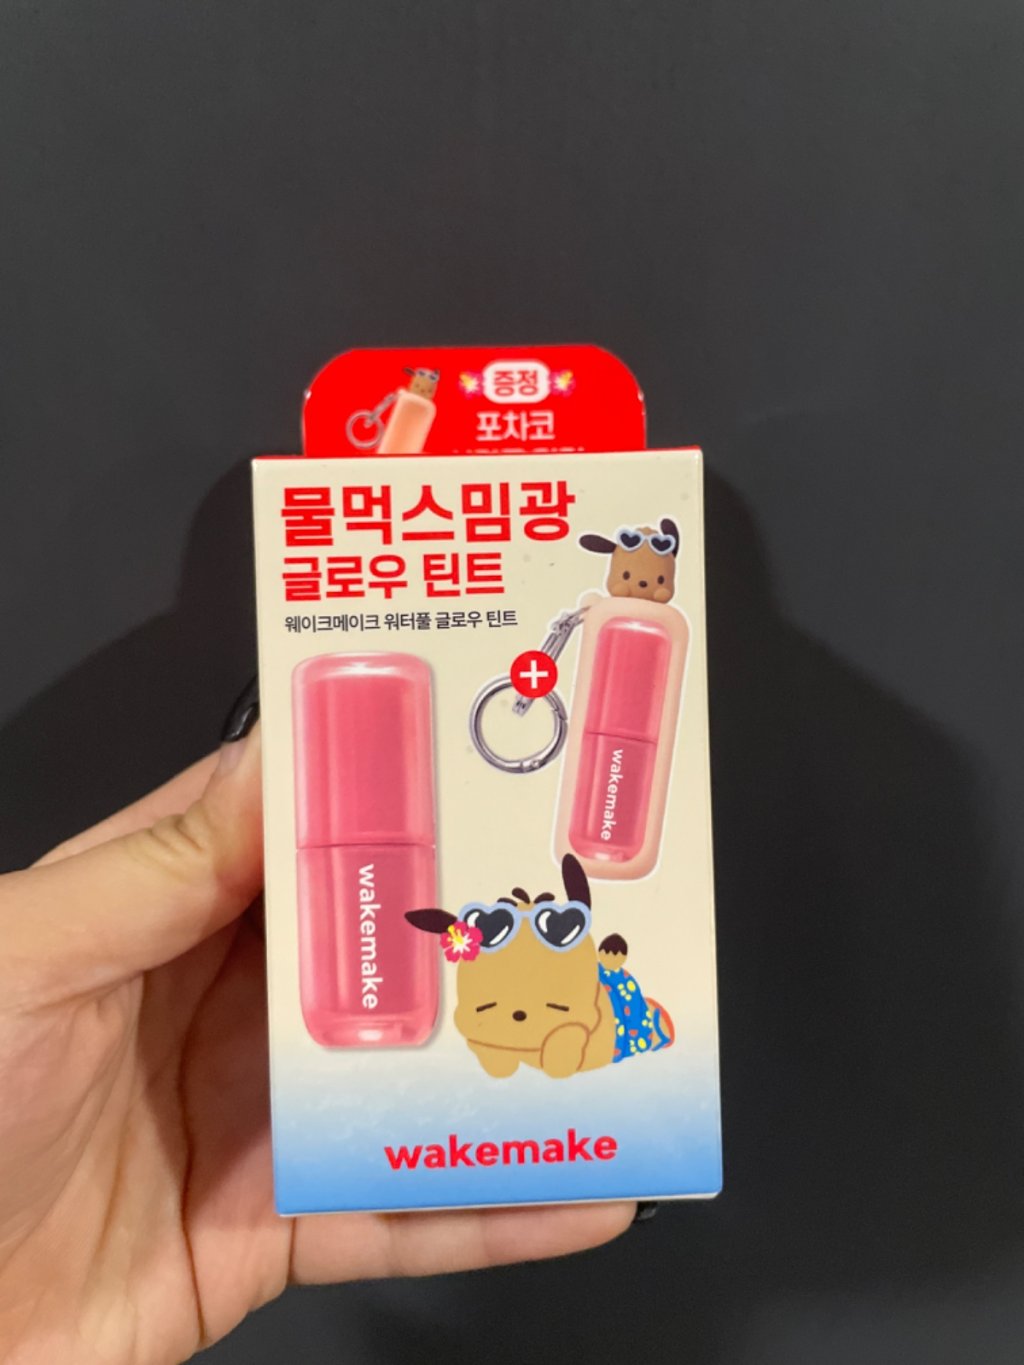 증정
포차코
물먹스밈광
글로우 틴트
웨이크메이크 워터풀 글로우 틴트
+
wakemake
wakemake
wakemake